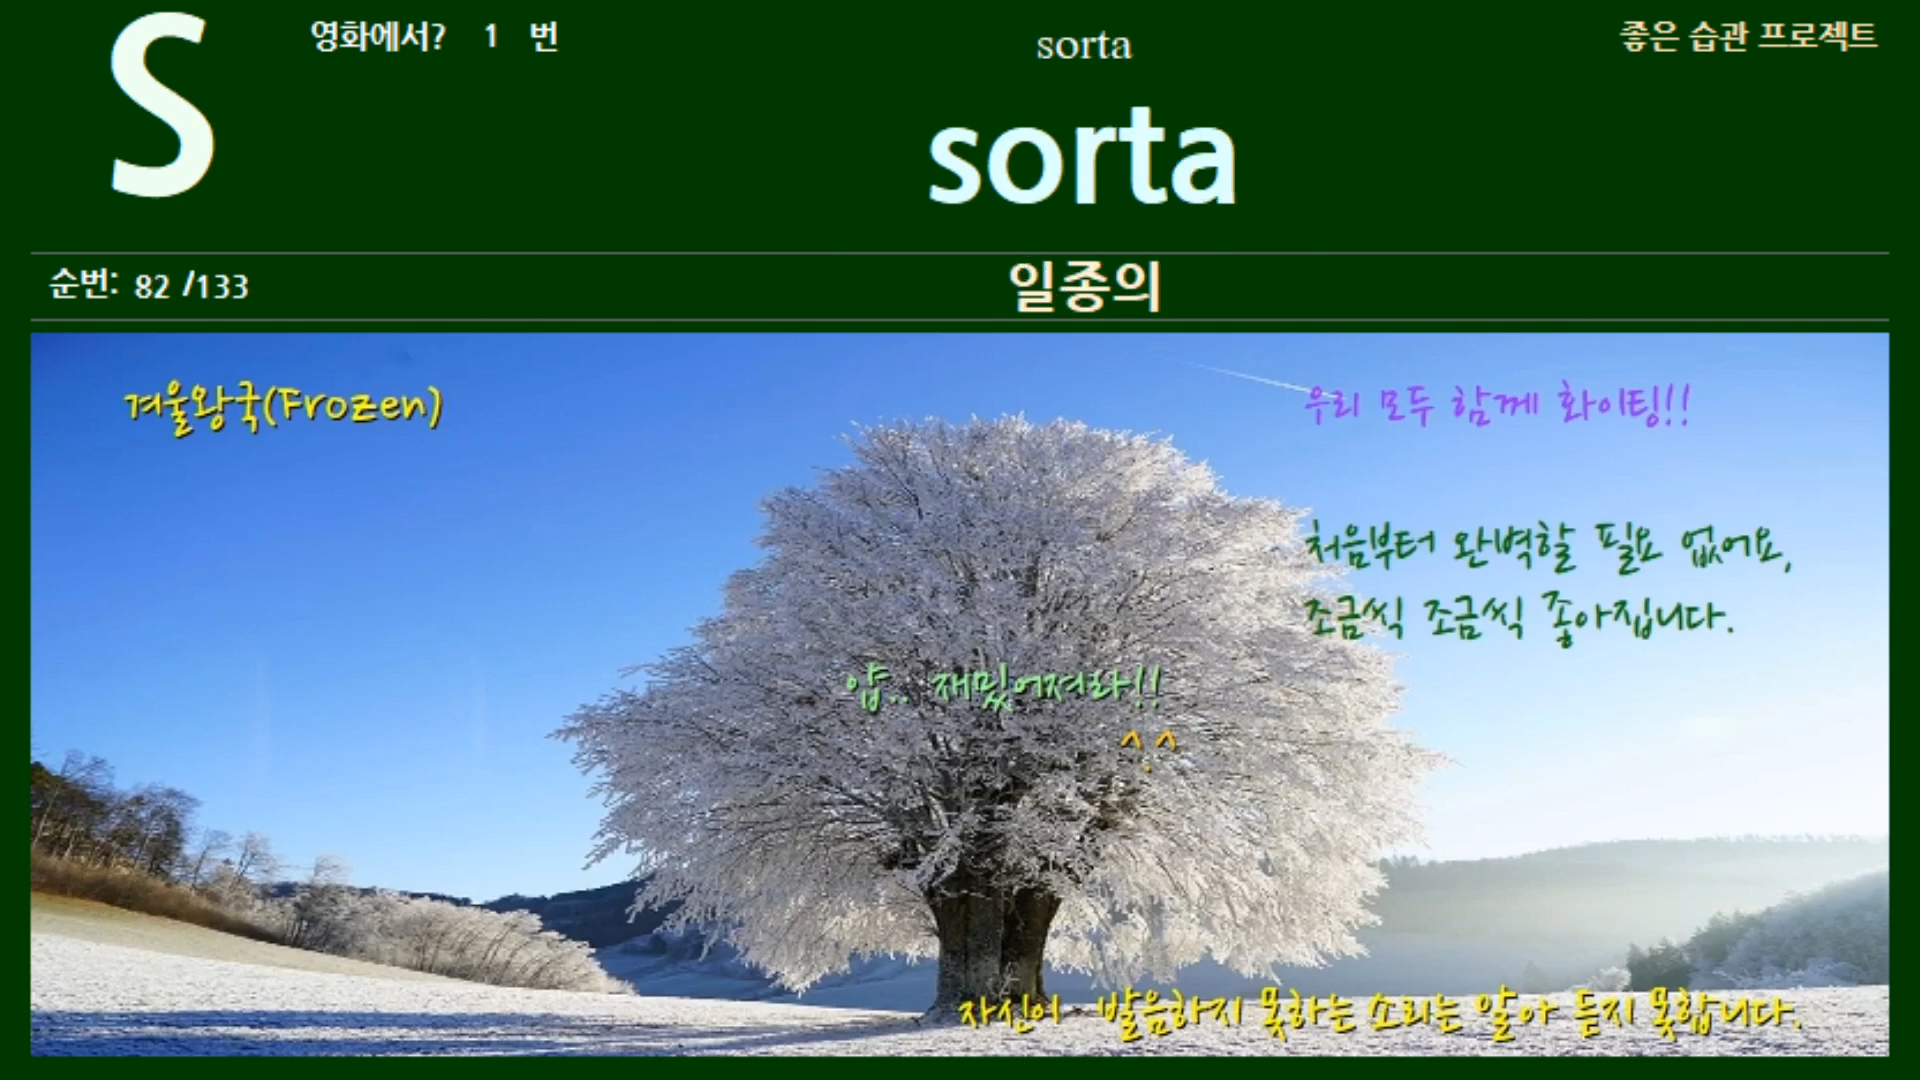 S
영화에서? 1 번
sorta
좋은 습관 프로젝트
sorta
순번: 82 /133
일종의
겨울왕국(Frozen)
우리 모두 함께 화이팅!!
처음부터 완벽할 필요 없어요,
조금씩 조금씩 좋아집니다.
얍.. 재밌어져라!!
^.^
자신이 발음하지 못하는 소리는 알아 듣지 못합니다.